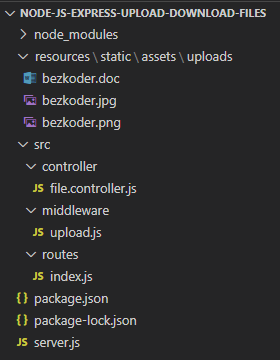 NODE-JS-EXPRESS-UPLOAD-DOWNLOAD-FILES
node_modules
resources \ static \ assets \ uploads
bezkoder.doc
bezkoder.jpg
bezkoder.png
src
controller
JS file.controller.js
middleware
JS upload.js
routes
JS index.js
{ } package.json
{ } package-lock.json
JS server.js